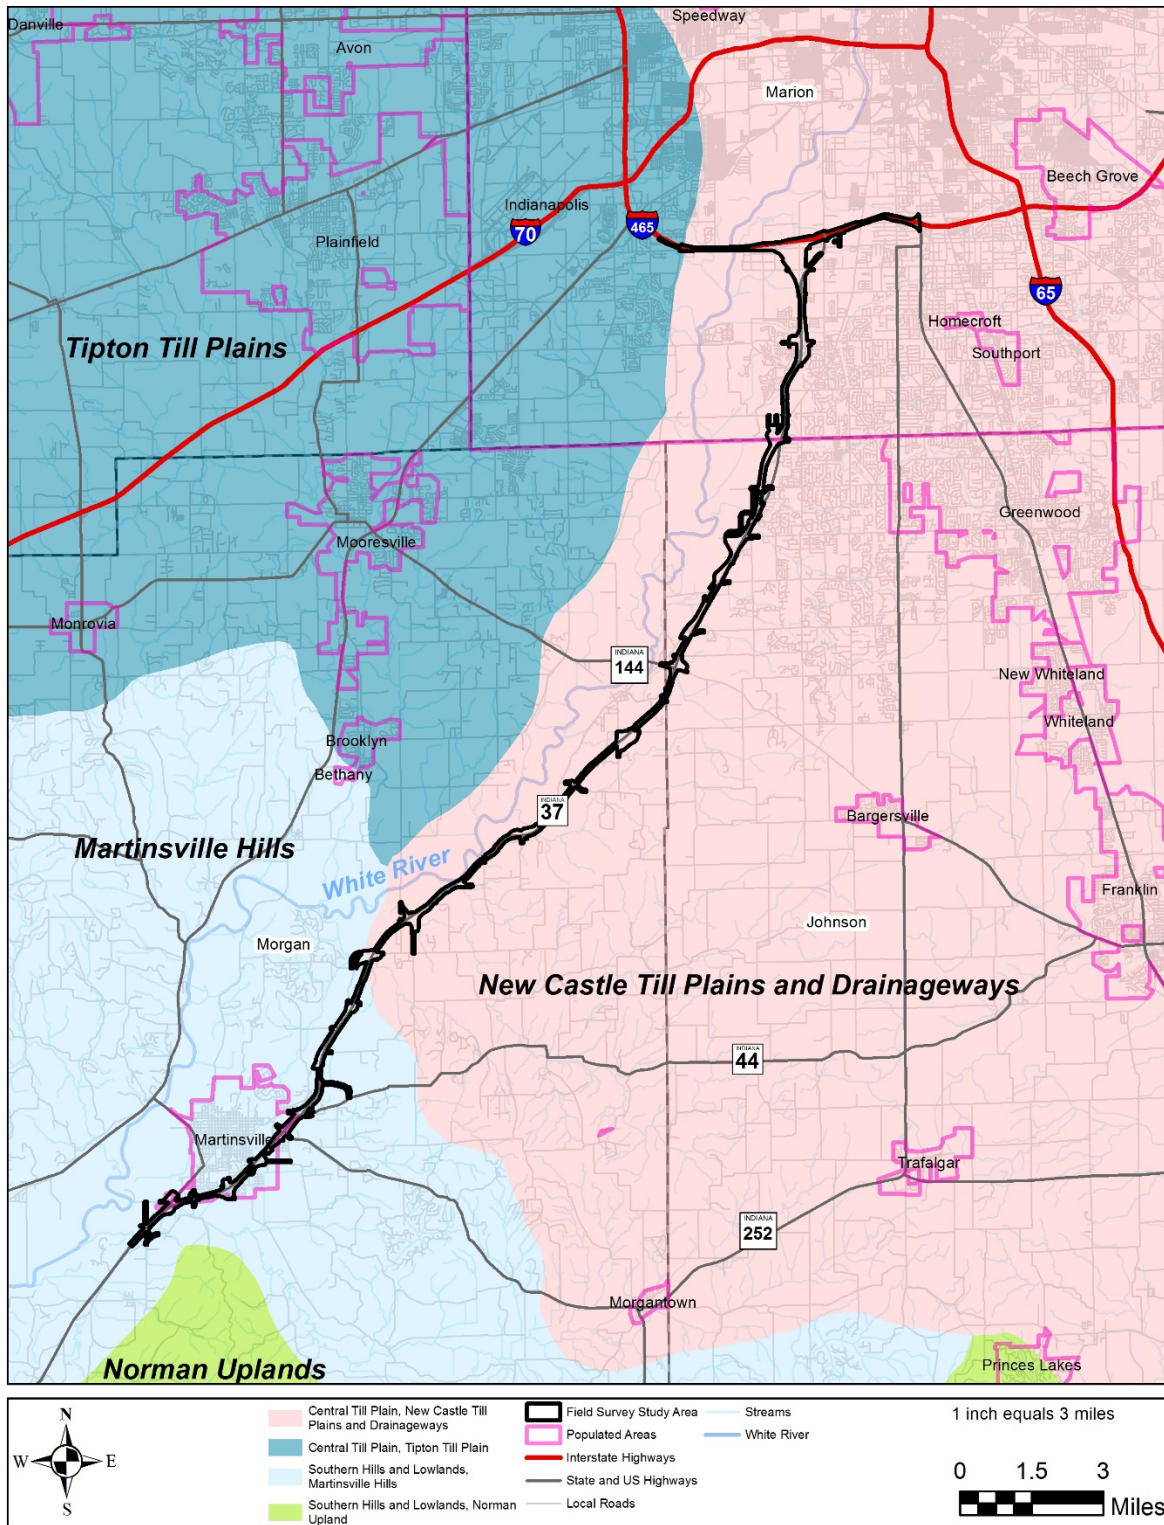 Danville
Speedway
Avon
Marion
Beech Grove
Indianapolis
70
465
Plainfield
65
Homecroft
Southport
Tipton Till Plains
Greenwood
Mooresville
Monrovia
INDIANA
144
New Whiteland
Whiteland
Brooklyn
Bethany
INDIANA
37
Bargersville
Martinsville Hills
White River
Franklin
Johnson
Morgan
New Castle Till Plains and Drainageways
INDIANA
44
Martinsville
Trafalgar
INDIANA
252
Morgantown
Norman Uplands
Princes Lakes
N
W
E
S
Central Till Plain, New Castle Till
Plains and Drainageways
Central Till Plain, Tipton Till Plain
Southern Hills and Lowlands,
Martinsville Hills
Southern Hills and Lowlands, Norman
Upland
Field Survey Study Area
Populated Areas
Interstate Highways
State and US Highways
Local Roads
Streams
White River
1 inch equals 3 miles
0 1.5 3
Miles